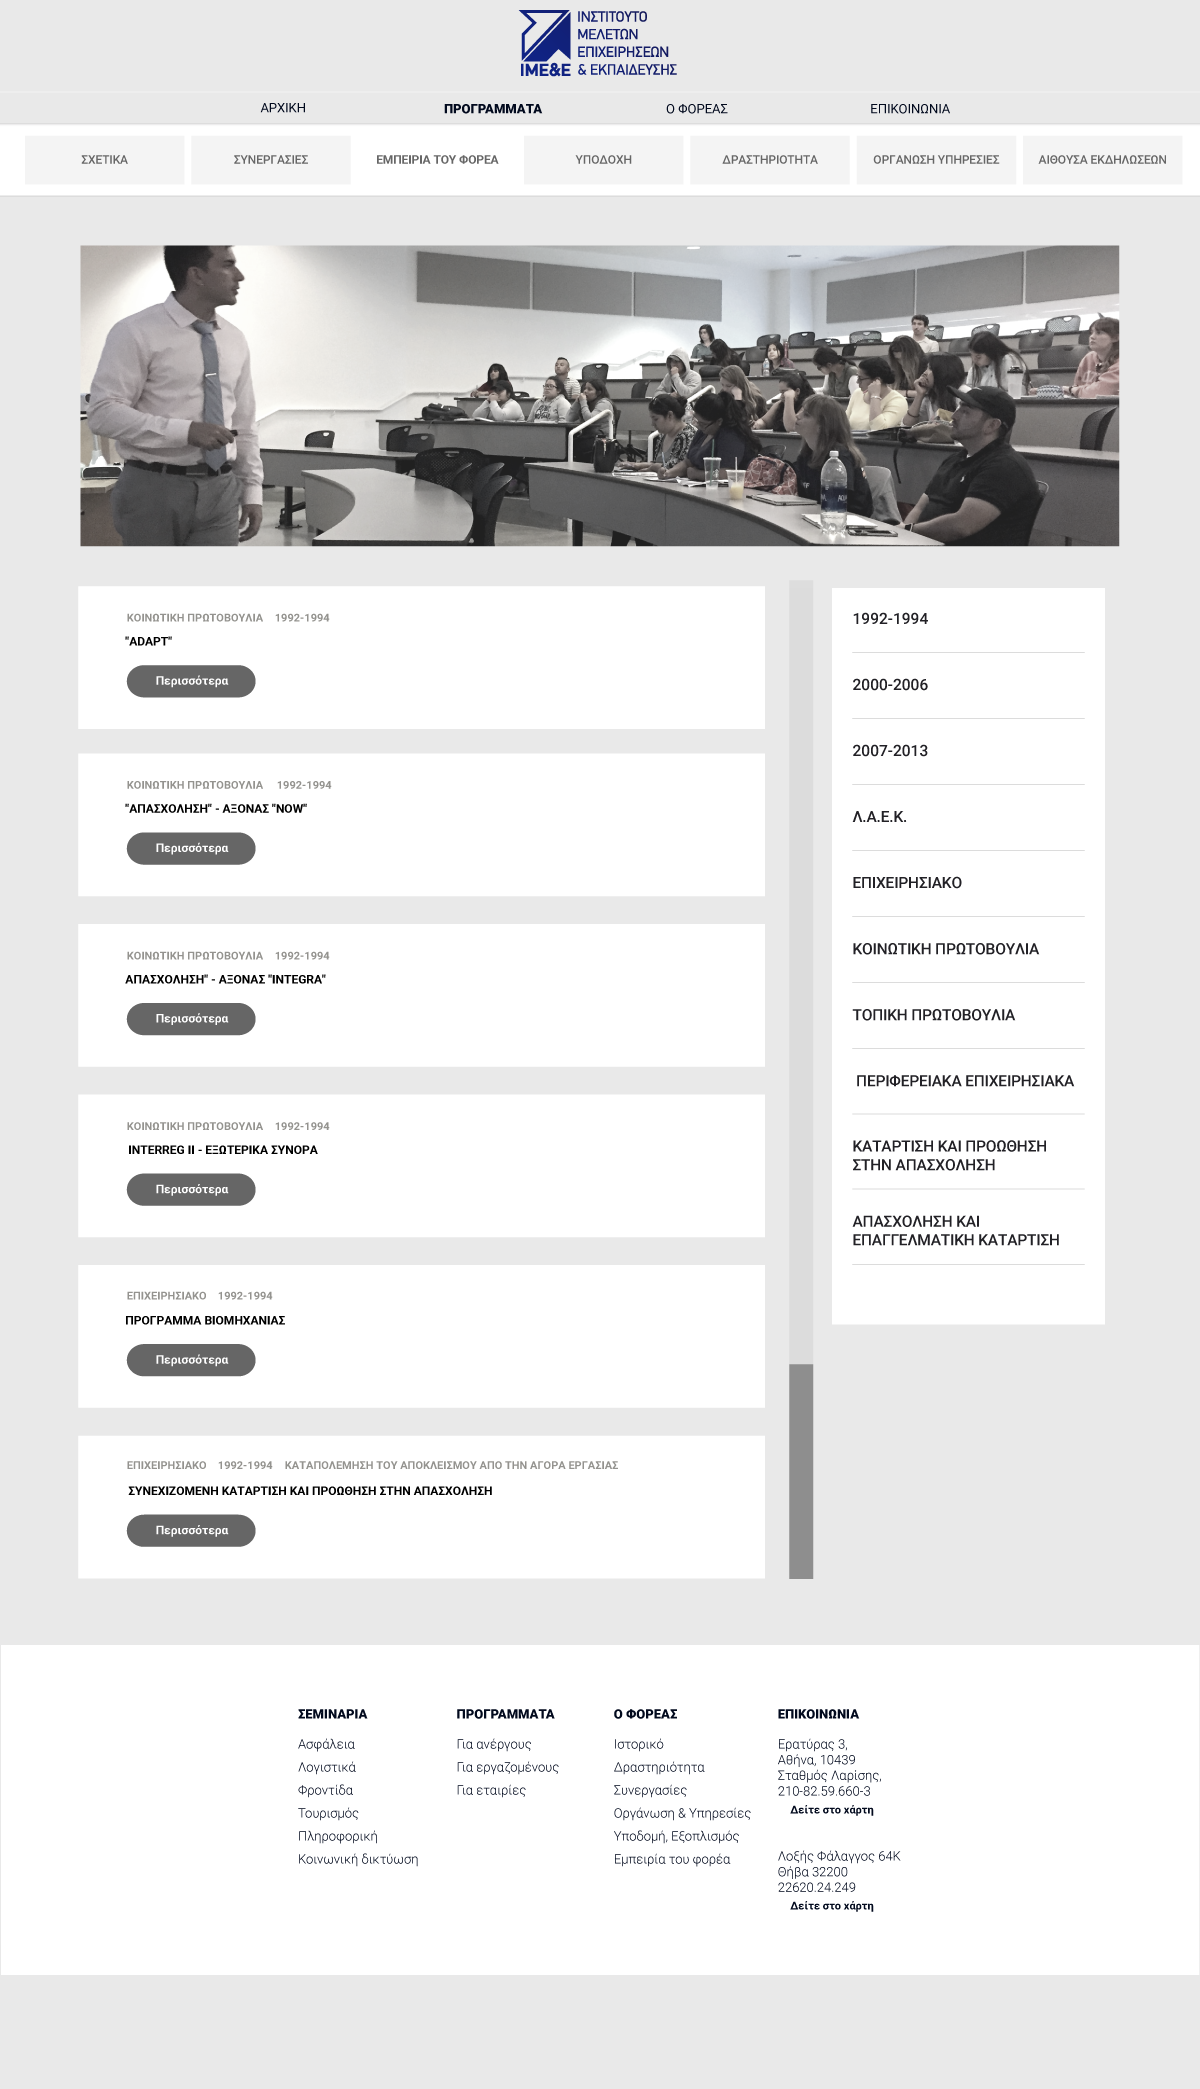 ΙΝΣΤΙΤΟΥΤΟ
ΜΕΛΕΤΩΝ
ΕΠΙΧΕΙΡΗΣΕΩΝ
IME&E & ΕΚΠΑΙΔΕΥΣΗΣ
ΑΡΧΙΚΗ ΠΡΟΓΡΑΜΜΑΤΑ Ο ΦΟΡΕΑΣ ΕΠΙΚΟΙΝΩΝΙΑ
ΣΧΕΤΙΚΑ ΣΥΝΕΡΓΑΣΙΕΣ ΕΜΠΕΙΡΙΑ ΤΟΥ ΦΟΡΕΑ ΥΠΟΔΟΧΗ ΔΡΑΣΤΗΡΙΟΤΗΤΑ ΟΡΓΑΝΩΣΗ ΥΠΗΡΕΣΙΕΣ ΑΙΘΟΥΣΑ ΕΚΔΗΛΩΣΕΩΝ
ΚΟΙΝΩΤΙΚΗ ΠΡΩΤΟΒΟΥΛΙΑ 1992-1994
"ADAPT"
Περισσότερα
ΚΟΙΝΩΤΙΚΗ ΠΡΩΤΟΒΟΥΛΙΑ 1992-1994
"ΑΠΑΣΧΟΛΗΣΗ" - ΑΞΟΝΑΣ "NOW"
Περισσότερα
ΚΟΙΝΩΤΙΚΗ ΠΡΩΤΟΒΟΥΛΙΑ 1992-1994
ΑΠΑΣΧΟΛΗΣΗ" - ΑΞΟΝΑΣ "INTEGRA"
Περισσότερα
ΚΟΙΝΩΤΙΚΗ ΠΡΩΤΟΒΟΥΛΙΑ 1992-1994
INTERREG II - ΕΞΩΤΕΡΙΚΑ ΣΥΝΟΡΑ
Περισσότερα
ΕΠΙΧΕΙΡΗΣΙΑΚΟ 1992-1994
ΠΡΟΓΡΑΜΜΑ ΒΙΟΜΗΧΑΝΙΑΣ
Περισσότερα
ΕΠΙΧΕΙΡΗΣΙΑΚΟ 1992-1994 ΚΑΤΑΠΟΛΕΜΗΣΗ ΤΟΥ ΑΠΟΚΛΕΙΣΜΟΥ ΑΠΟ ΤΗΝ ΑΓΟΡΑ ΕΡΓΑΣΙΑΣ
ΣΥΝΕΧΙΖΟΜΕΝΗ ΚΑΤΑΡΤΙΣΗ ΚΑΙ ΠΡΟΩΘΗΣΗ ΣΤΗΝ ΑΠΑΣΧΟΛΗΣΗ
Περισσότερα
1992-1994
2000-2006
2007-2013
Λ.Α.Ε.Κ.
ΕΠΙΧΕΙΡΗΣΙΑΚΟ
ΚΟΙΝΩΤΙΚΗ ΠΡΩΤΟΒΟΥΛΙΑ
ΤΟΠΙΚΗ ΠΡΩΤΟΒΟΥΛΙΑ
ΠΕΡΙΦΕΡΕΙΑΚΑ ΕΠΙΧΕΙΡΗΣΙΑΚΑ
ΚΑΤΑΡΤΙΣΗ ΚΑΙ ΠΡΟΩΘΗΣΗ
ΣΤΗΝ ΑΠΑΣΧΟΛΗΣΗ
ΑΠΑΣΧΟΛΗΣΗ ΚΑΙ
ΕΠΑΓΓΕΛΜΑΤΙΚΗ ΚΑΤΑΡΤΙΣΗ
ΣΕΜΙΝΑΡΙΑ
Ασφάλεια
Λογιστικά
Φροντίδα
Τουρισμός
Πληροφορική
Κοινωνική δικτύωση
ΠΡΟΓΡΑΜΜΑΤΑ
Για ανέργους
Για εργαζομένους
Για εταιρίες
Ο ΦΟΡΕΑΣ
Ιστορικό
Δραστηριότητα
Συνεργασίες
Οργάνωση & Υπηρεσίες
Υποδομή, Εξοπλισμός
Εμπειρία του φορέα
ΕΠΙΚΟΙΝΩΝΙΑ
Ερατύρας 3,
Αθήνα, 10439
Σταθμός Λαρίσης,
210-82.59.660-3
Δείτε στο χάρτη
Λοξής Φάλαγγος 64Κ
Θήβα 32200
22620.24.249
Δείτε στο χάρτη